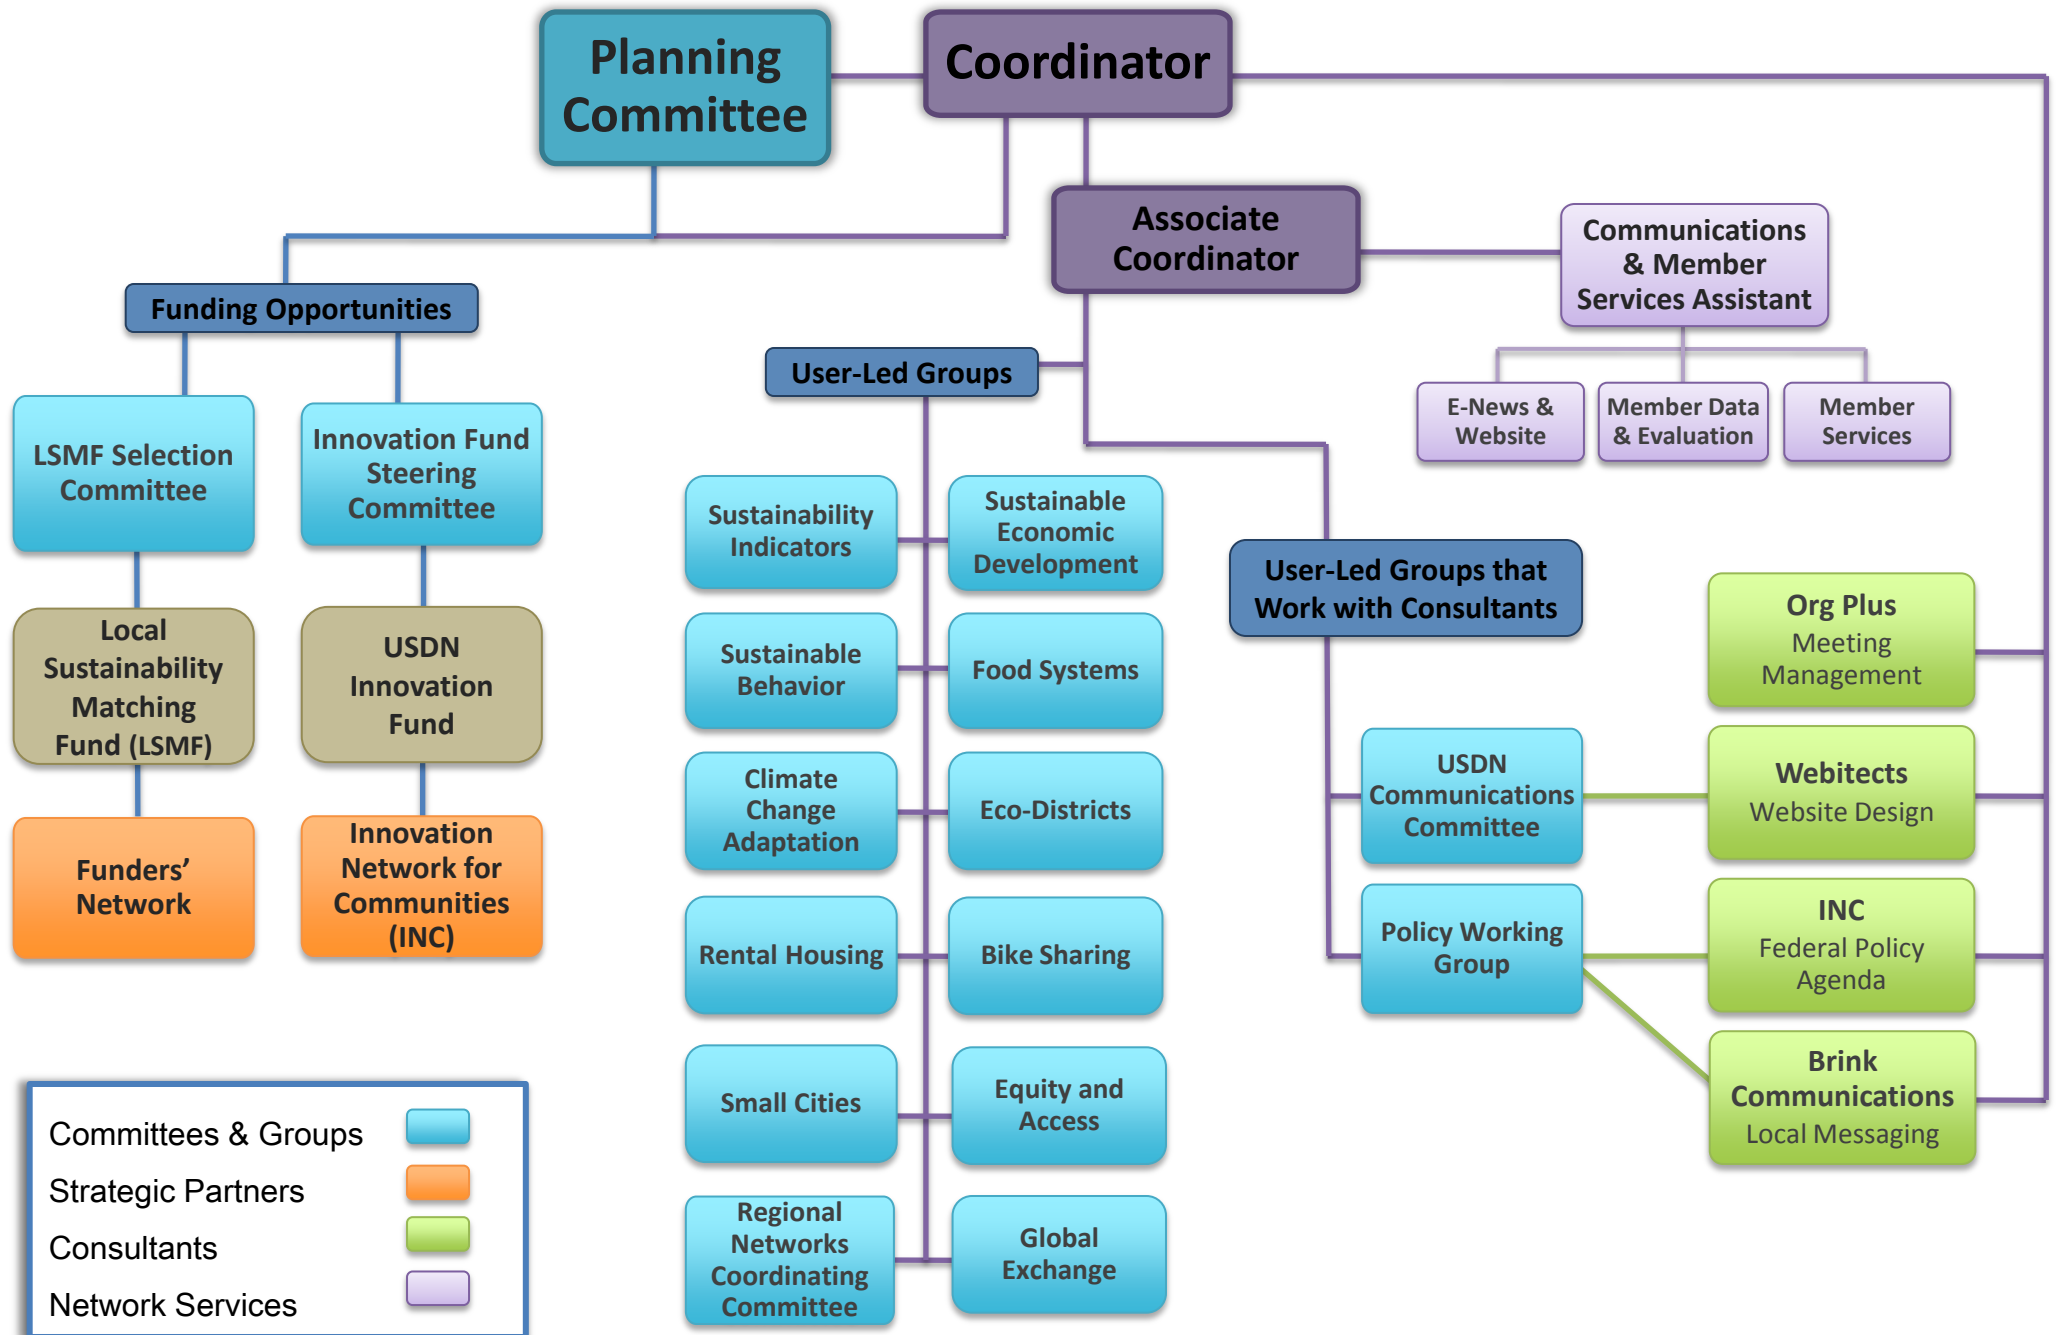 Planning
Committee
Coordinator
Associate
Coordinator
Communications
& Member
Services Assistant
E-News &
Website
Member Data
& Evaluation
Member
Services
Funding Opportunities
LSMF Selection
Committee
Innovation Fund
Steering
Committee
Local
Sustainability
Matching
Fund (LSMF)
USDN
Innovation
Fund
Funders’
Network
Innovation
Network for
Communities
(INC)
User-Led Groups
Sustainability
Indicators
Sustainable
Economic
Development
Sustainable
Behavior
Food Systems
Climate
Change
Adaptation
Eco-Districts
Rental Housing
Bike Sharing
Small Cities
Equity and
Access
Regional
Networks
Coordinating
Committee
Global
Exchange
User-Led Groups that
Work with Consultants
USDN
Communications
Committee
Policy Working
Group
Org Plus
Meeting
Management
Webitects
Website Design
INC
Federal Policy
Agenda
Brink
Communications
Local Messaging
Committees & Groups
Strategic Partners
Consultants
Network Services